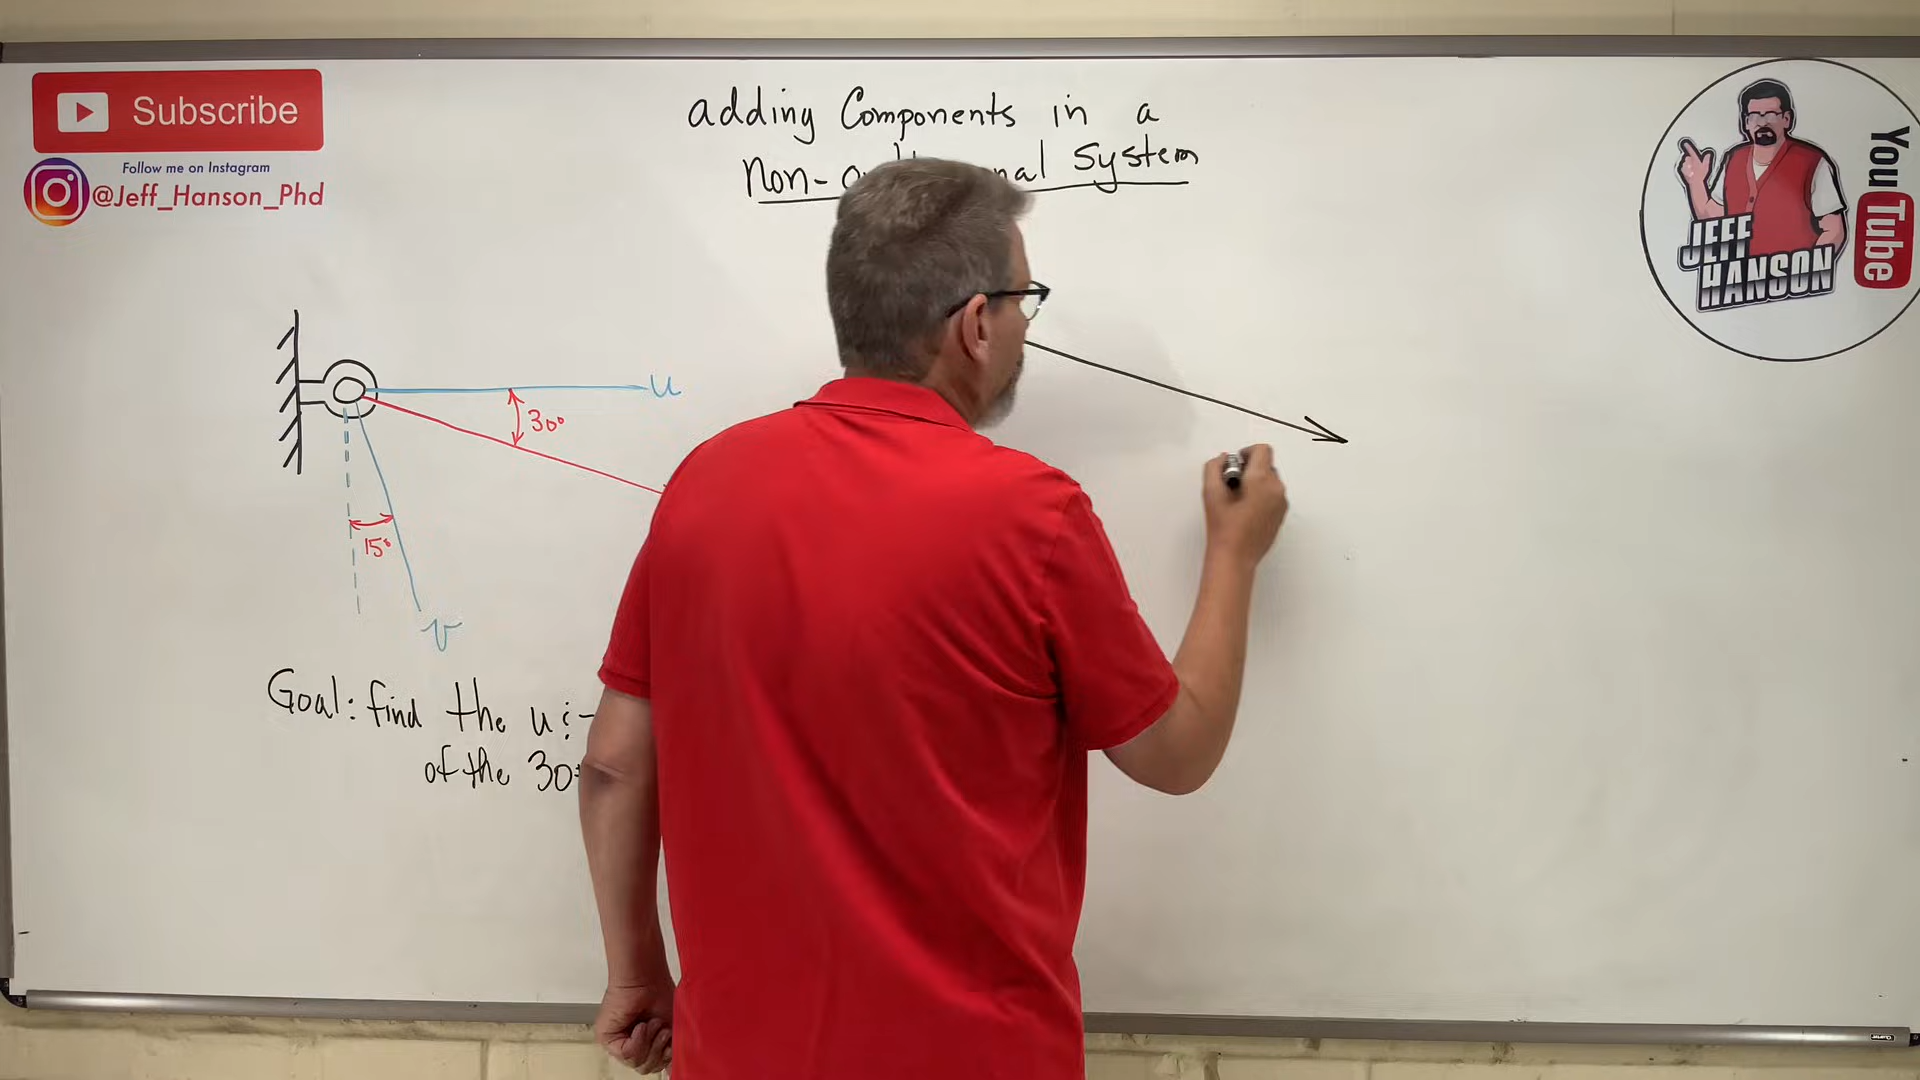 Subscribe
Follow me on Instagram
@Jeff_Hanson_Phd
adding Components in a
Non- nal System
u
30°
15°
v
Goal: find the u &
of the 30
JEFF
HANSON
YouTube